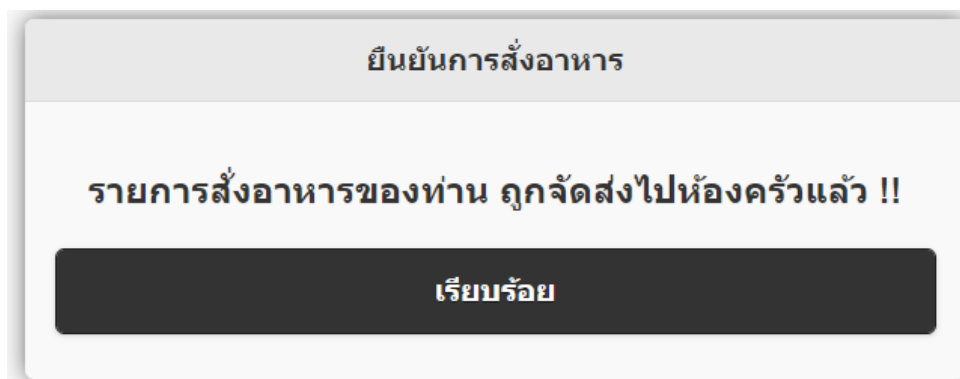 ยืนยันการสั่งอาหาร
รายการสั่งอาหารของท่าน ถูกจัดส่งไปห้องครัวแล้ว !!
เรียบร้อย